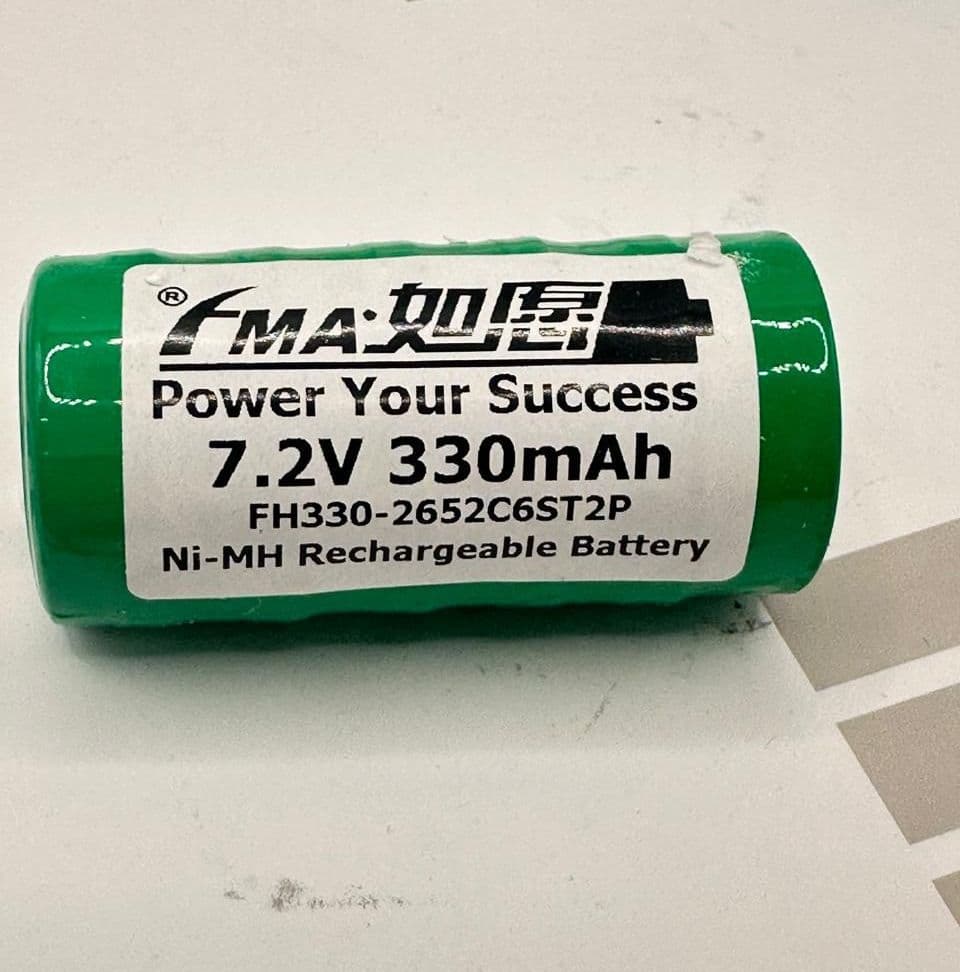 ® FMA·如愿
Power Your Success
7.2V 330mAh
FH330-2652C6ST2P
Ni-MH Rechargeable Battery